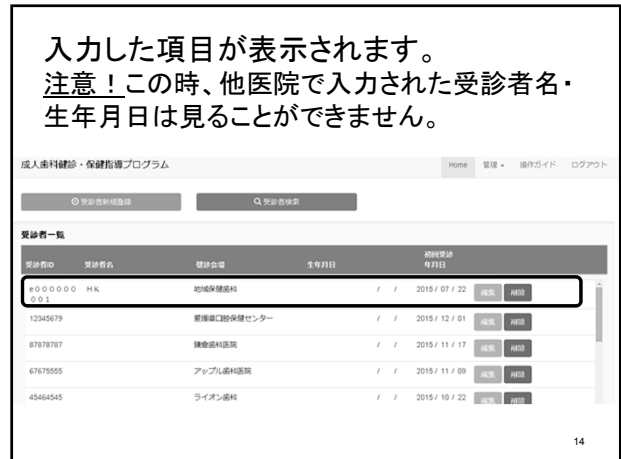 入力した項目が表示されます。
注意！この時、他医院で入力された受診者名・
生年月日は見ることができません。
成人歯科健診・保健指導プログラム
Home 管理 操作ガイド ログアウト
受診者新規登録 受診者検索
受診者一覧
受診者ID 受診者名 健診会場 生年月日 初回受診
年月日
e000000 HK 地域保健歯科 / / 2015 / 07 / 22 編集 削除
001
12345679 愛媛県口腔保健センター / / 2015 / 12 / 01 編集 削除
87878787 鎌倉歯科医院 / / 2015 / 11 / 17 編集 削除
67675555 アップル歯科医院 / / 2015 / 11 / 09 編集 削除
45464545 ライオン歯科 / / 2015 / 10 / 22 編集 削除
14